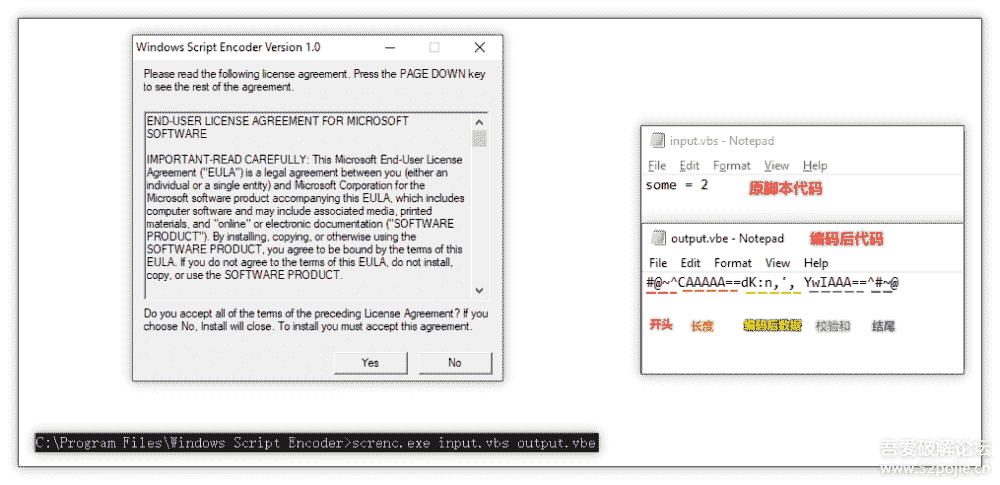 Windows Script Encoder Version 1.0
Please read the following license agreement. Press the PAGE DOWN key
to see the rest of the agreement.
END-USER LICENSE AGREEMENT FOR MICROSOFT
SOFTWARE
IMPORTANT-READ CAREFULLY: This Microsoft End-User License
Agreement ("EULA") is a legal agreement between you (either an
individual or a single entity) and Microsoft Corporation for the
Microsoft software product accompanying this EULA, which includes
computer software and may include associated media, printed
materials, and "online" or electronic documentation ("SOFTWARE
PRODUCT"). By installing, copying, or otherwise using the
SOFTWARE PRODUCT, you agree to be bound by the terms of this
EULA. If you do not agree to the terms of this EULA, do not install,
copy, or use the SOFTWARE PRODUCT.
Do you accept all of the terms of the preceding License Agreement? If you
choose No, Install will close. To install you must accept this agreement.
Yes No
input.vbs - Notepad
File Edit Format View Help
some = 2
原脚本代码
output.vbe - Notepad
编码后代码
File Edit Format View Help
#@~^CAAAAA==dK:n,', YwIAAA==^#~@
开头 长度 编码后数据 校验和 结尾
C:\Program Files\Windows Script Encoder>screnc.exe input.vbs output.vbe
吾爱破解论坛
www.52pojie.cn